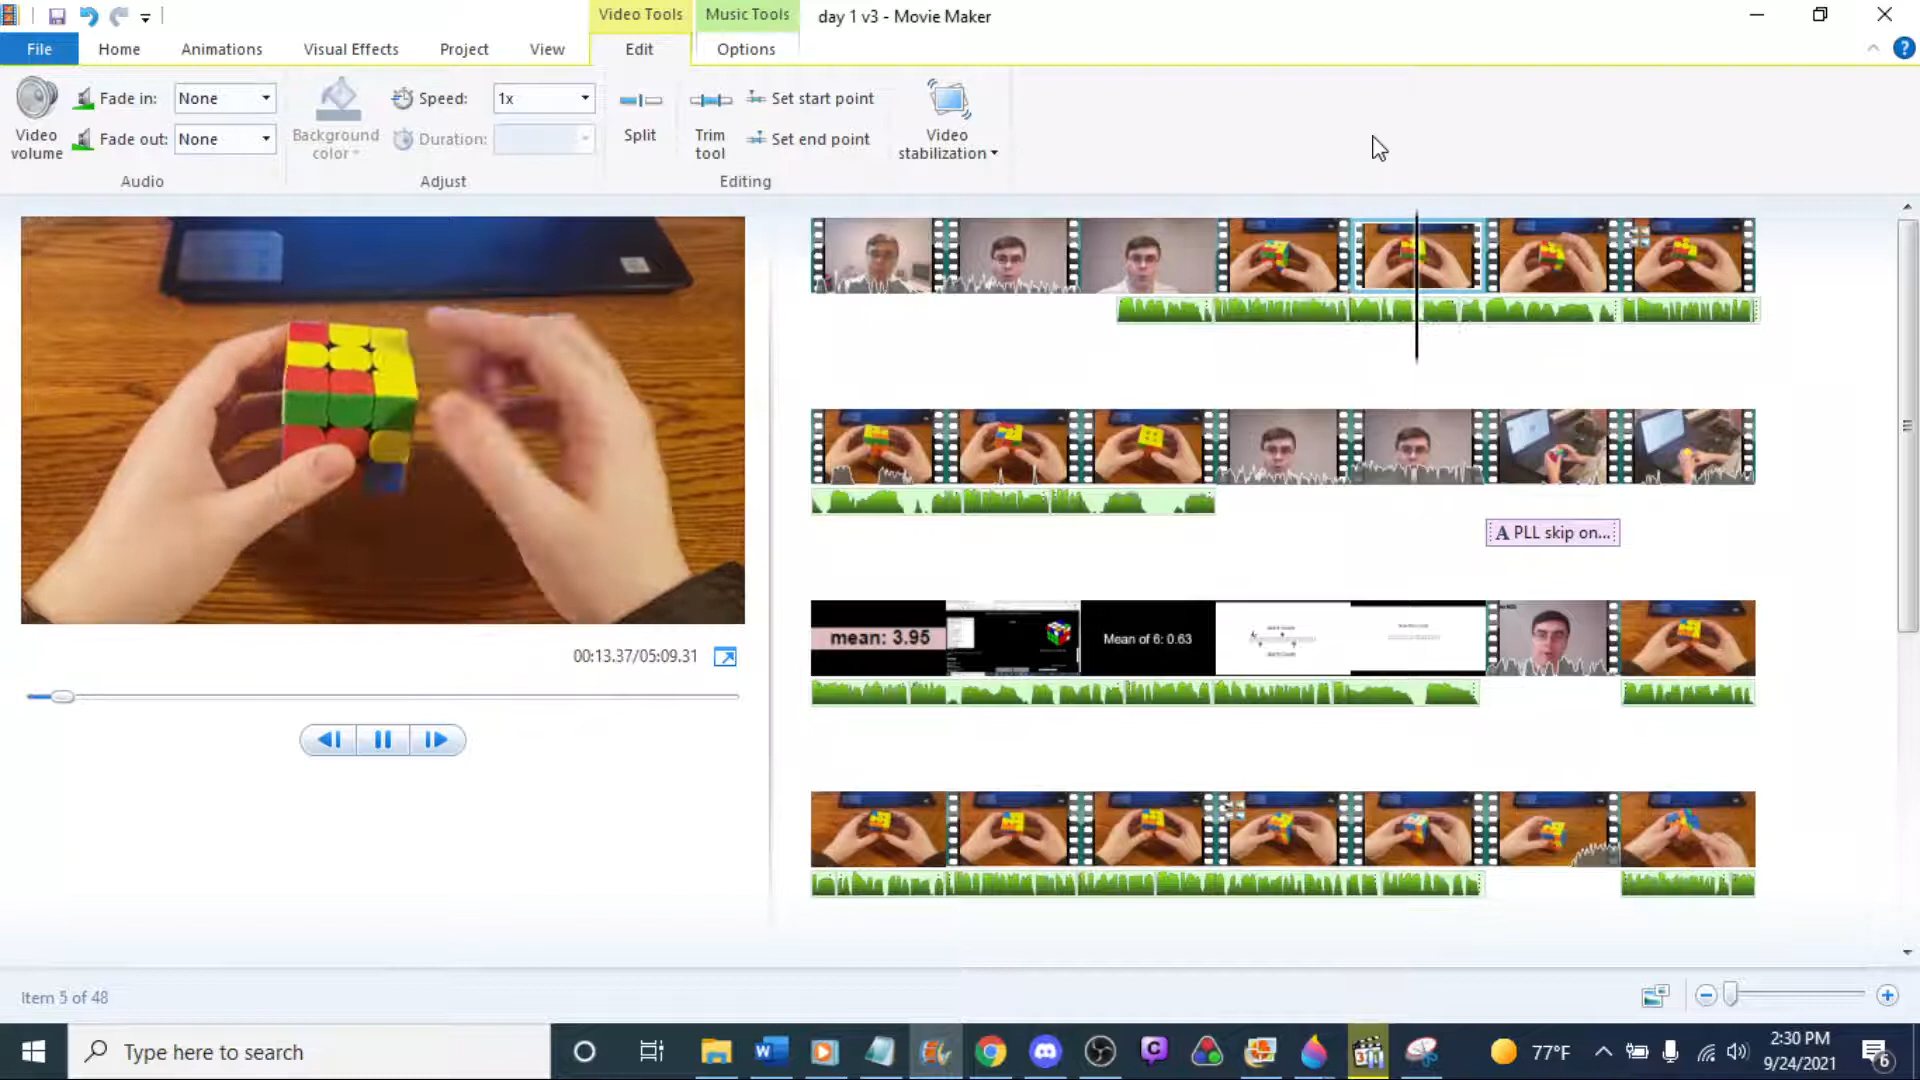 Video Tools
Music Tools
day 1 v3 - Movie Maker
File
Home
Animations
Visual Effects
Project
View
Edit
Options
Video volume
Fade in: None
Fade out: None
Audio
Background color
Speed: 1x
Duration:
Adjust
Split
Trim tool
Set start point
Set end point
Editing
Video stabilization
00:13.37/05:09.31
A PLL skip on...
mean: 3.95
Mean of 6: 0.63
Item 5 of 48
Type here to search
77°F
2:30 PM
9/24/2021
6